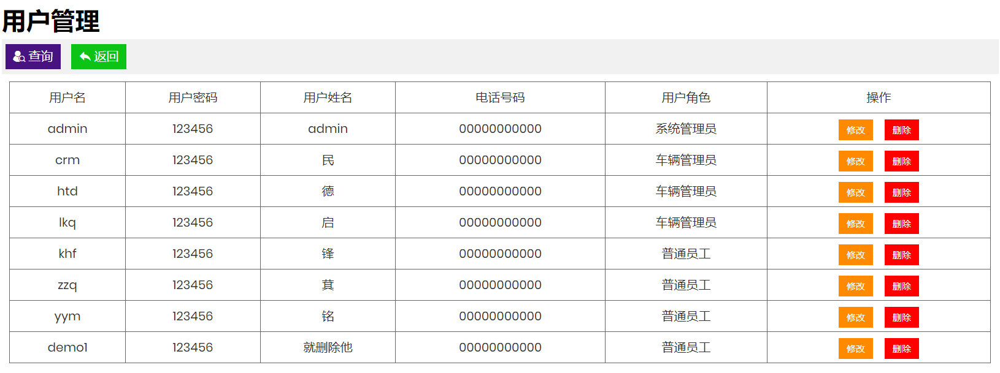 用户管理
查询 返回
用户名 用户密码 用户姓名 电话号码 用户角色 操作
admin 123456 admin 00000000000 系统管理员 修改 删除
crm 123456 民 00000000000 车辆管理员 修改 删除
htd 123456 德 00000000000 车辆管理员 修改 删除
lkq 123456 启 00000000000 车辆管理员 修改 删除
khf 123456 锋 00000000000 普通员工 修改 删除
zzq 123456 萁 00000000000 普通员工 修改 删除
yym 123456 铭 00000000000 普通员工 修改 删除
demo1 123456 就删除他 00000000000 普通员工 修改 删除